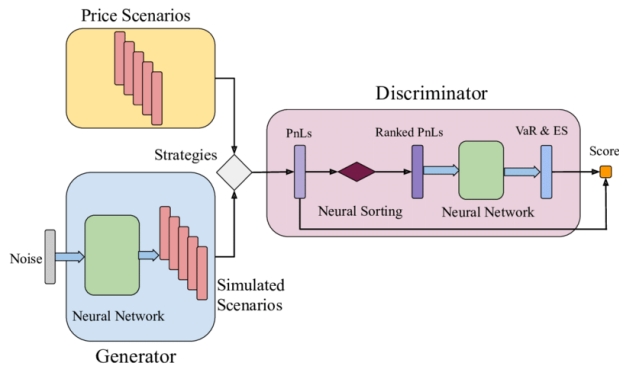 Price Scenarios
Discriminator
PnLs
Ranked PnLs
VaR & ES
Score
Strategies
Neural Sorting
Neural Network
Noise
Simulated
Scenarios
Neural Network
Generator